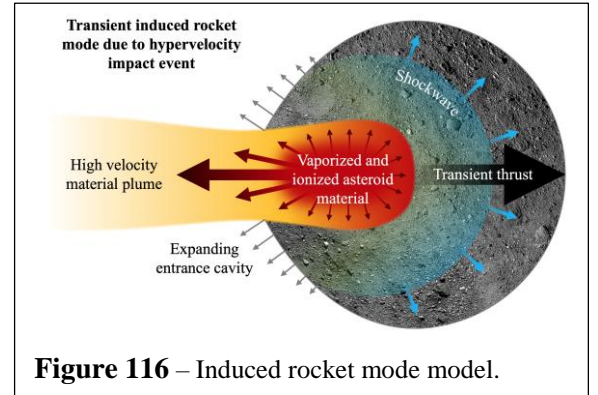 Transient induced rocket
mode due to hypervelocity
impact event
Shockwave
High velocity
material plume
Vaporized and
ionized asteroid
material
Transient thrust
Expanding
entrance cavity
Figure 116 – Induced rocket mode model.